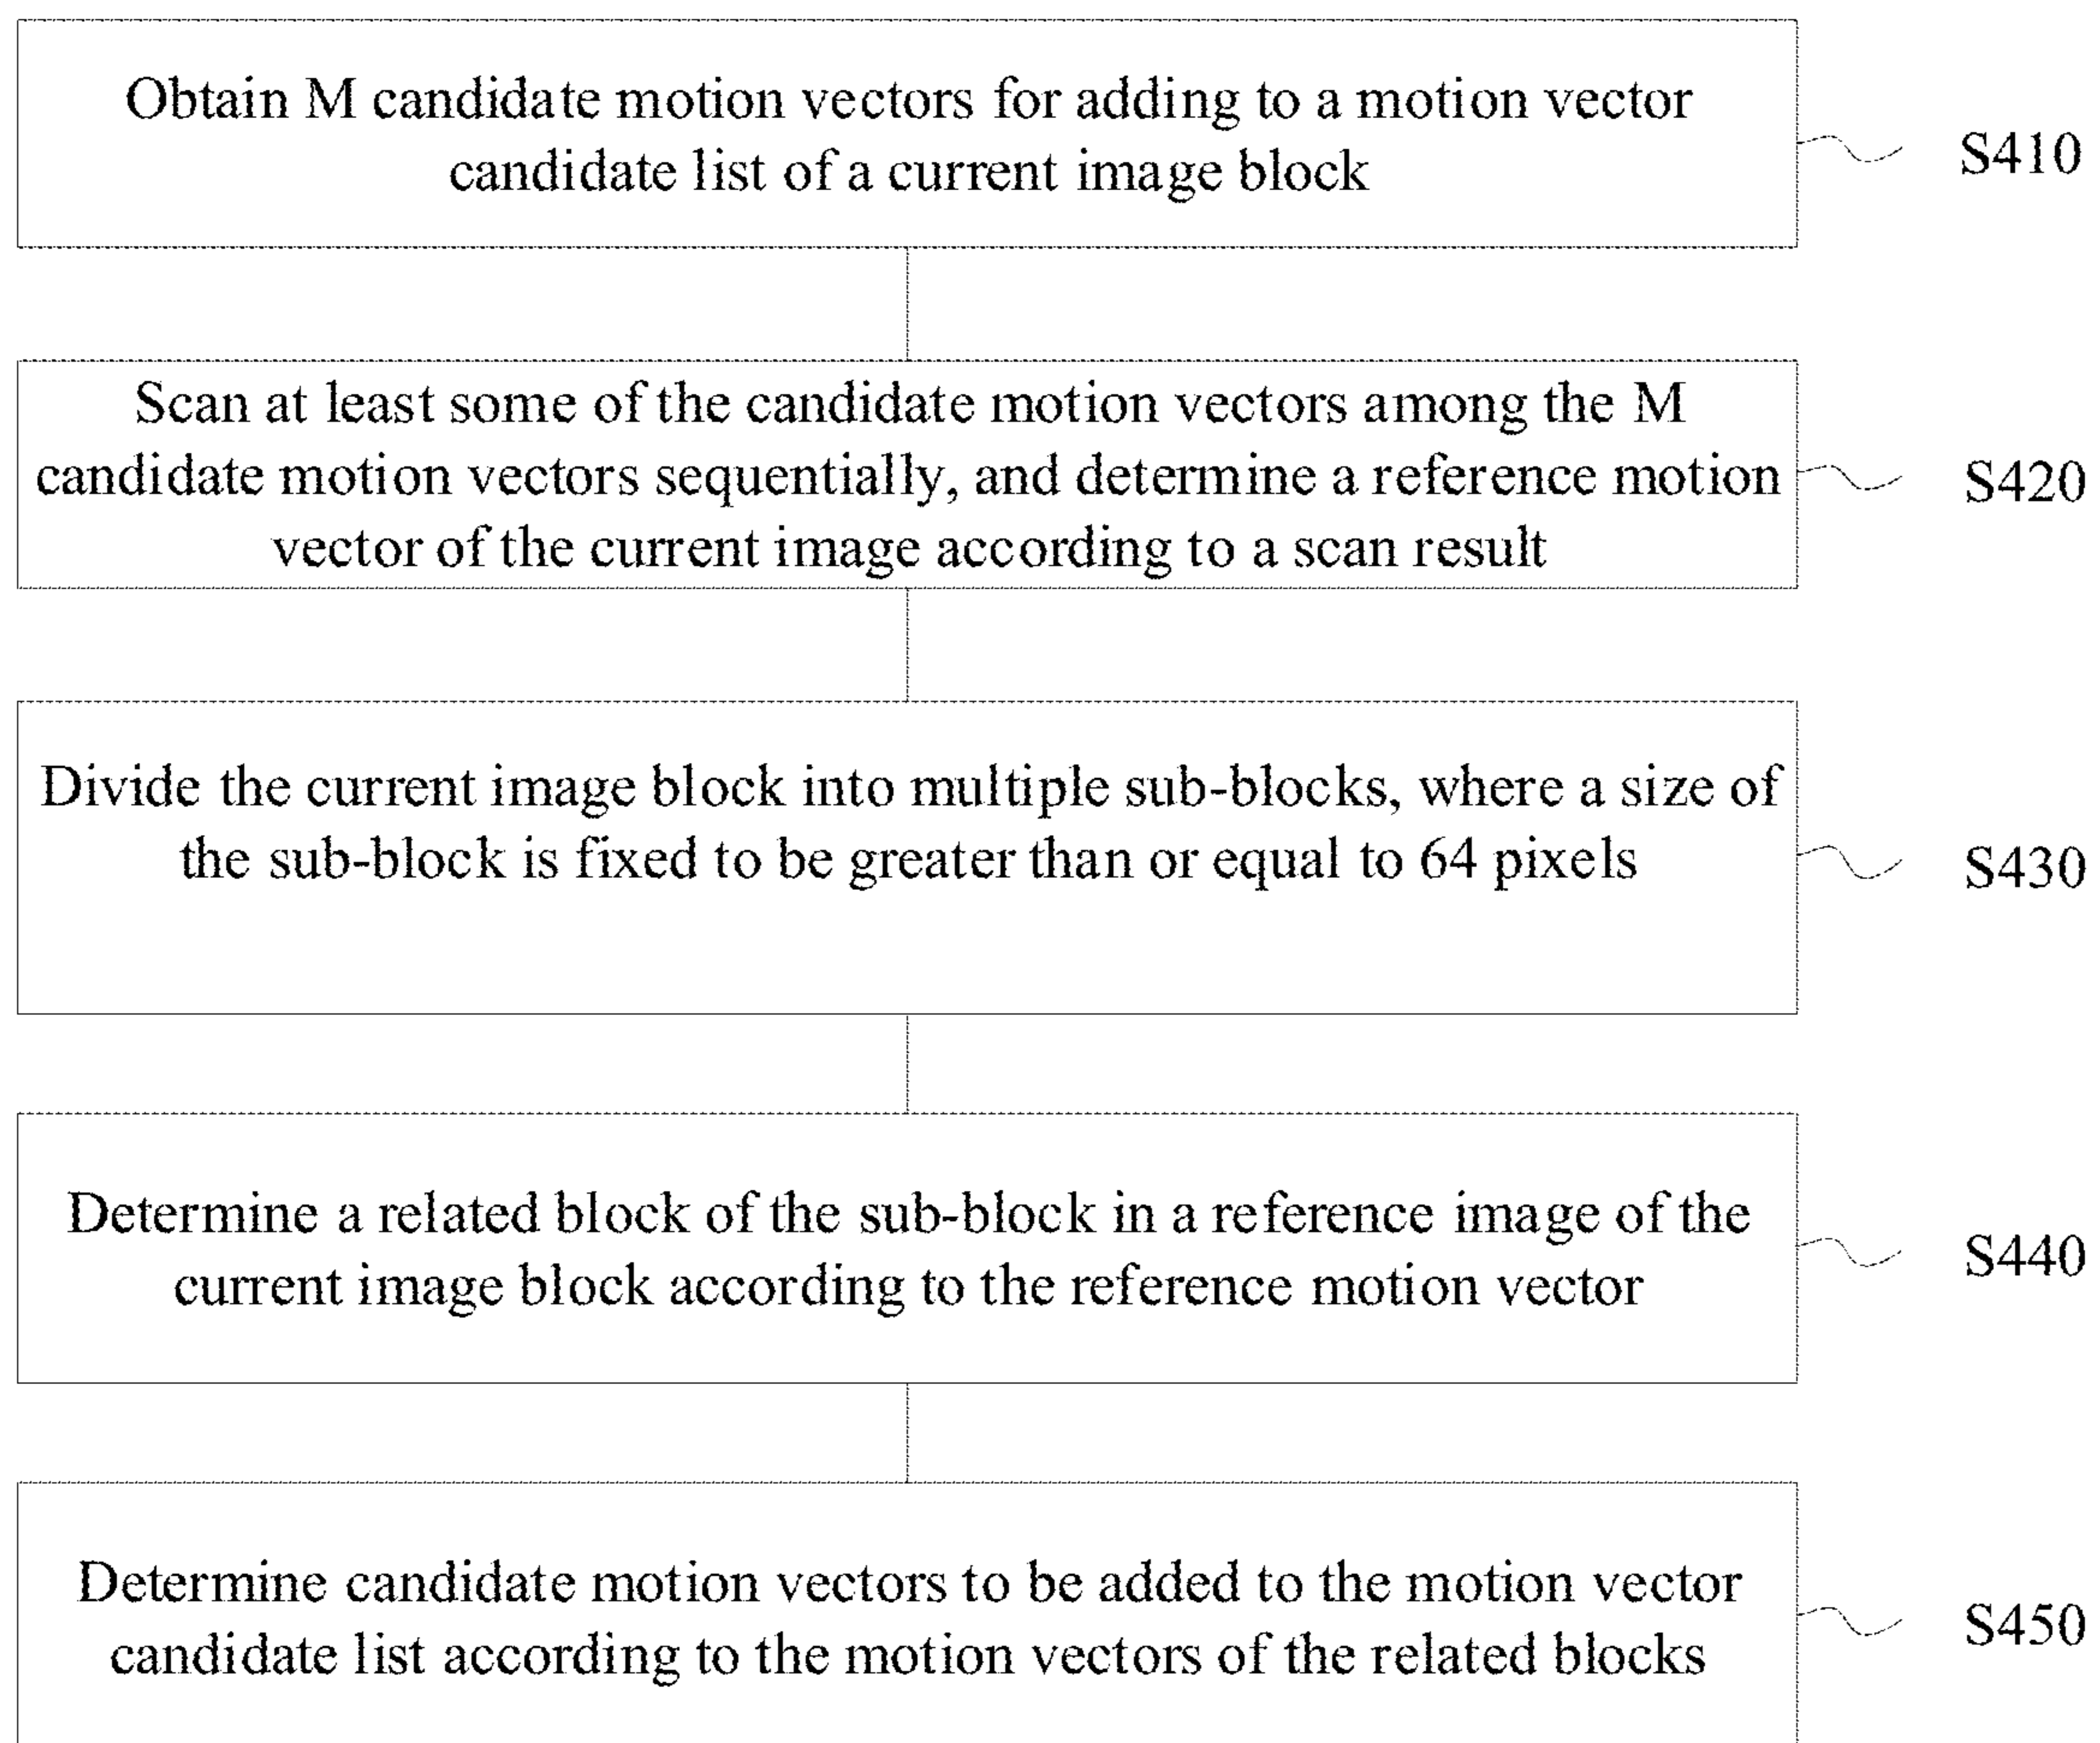 Obtain M candidate motion vectors for adding to a motion vector
candidate list of a current image block
S410
Scan at least some of the candidate motion vectors among the M
candidate motion vectors sequentially, and determine a reference motion
vector of the current image according to a scan result
S420
Divide the current image block into multiple sub-blocks, where a size of
the sub-block is fixed to be greater than or equal to 64 pixels
S430
Determine a related block of the sub-block in a reference image of the
current image block according to the reference motion vector
S440
Determine candidate motion vectors to be added to the motion vector
candidate list according to the motion vectors of the related blocks
S450